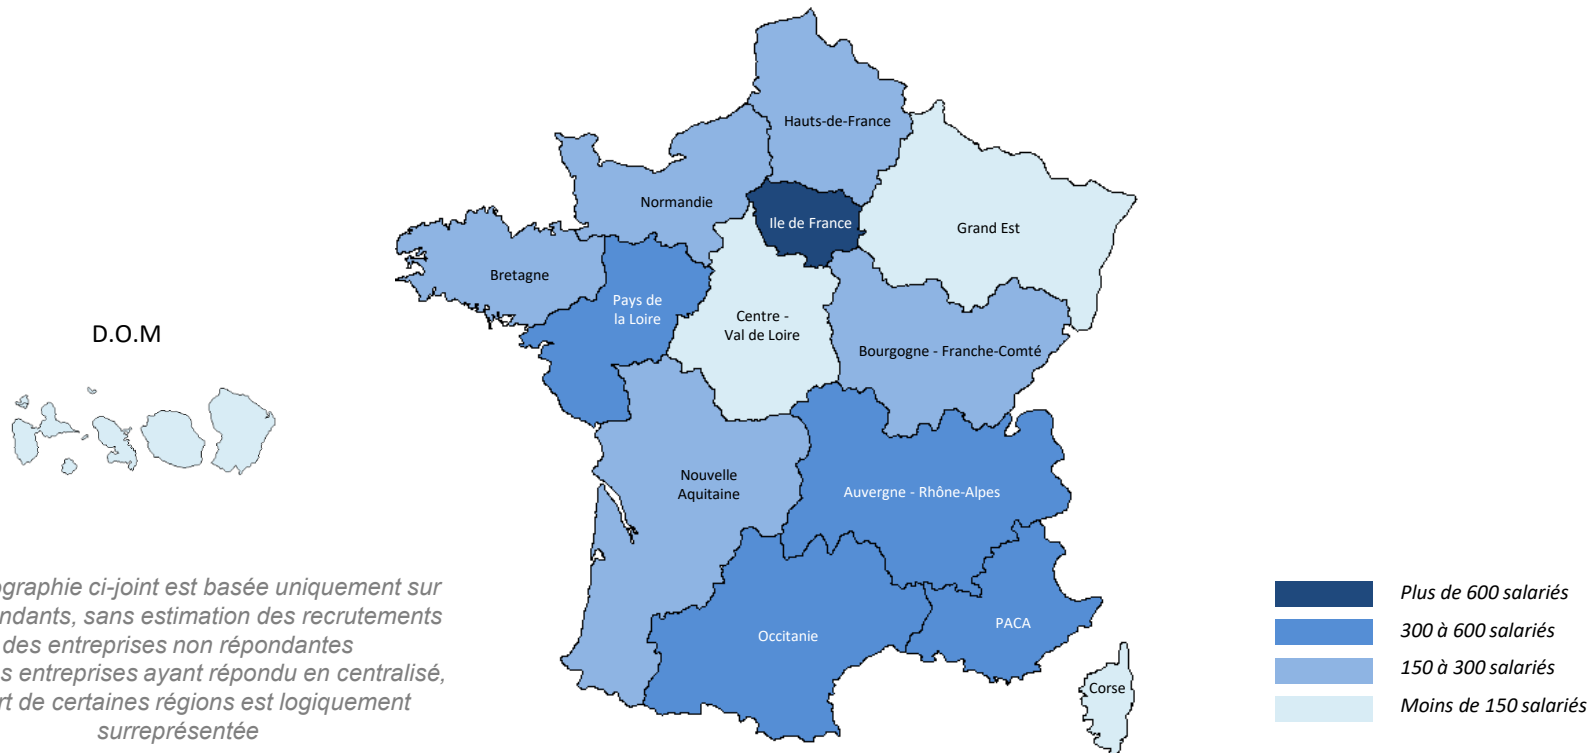 Hauts-de-France
Normandie
Ile de France
Grand Est
Bretagne
Pays de
la Loire
Centre -
Val de Loire
Bourgogne - Franche-Comté
D.O.M
Nouvelle
Aquitaine
Auvergne - Rhône-Alpes
Occitanie
PACA
Corse
ographie ci-joint est basée uniquement sur
ndants, sans estimation des recrutements
des entreprises non répondantes
s entreprises ayant répondu en centralisé,
rt de certaines régions est logiquement
surreprésentée
Plus de 600 salariés
300 à 600 salariés
150 à 300 salariés
Moins de 150 salariés